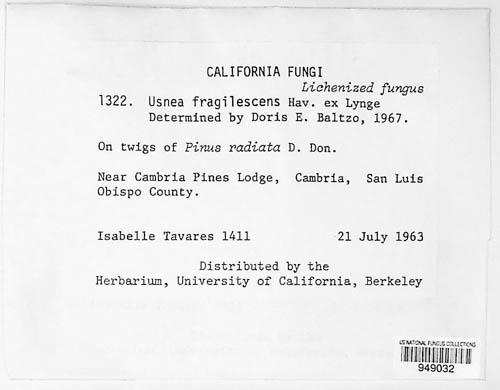 CALIFORNIA FUNGI
Lichenized fungus
1322. Usnea fragilescens Hav. ex Lynge
Determined by Doris E. Baltzo, 1967.
On twigs of Pinus radiata D. Don.
Near Cambria Pines Lodge, Cambria, San Luis
Obispo County.
Isabelle Tavares 1411 21 July 1963
Distributed by the
Herbarium, University of California, Berkeley
US NATIONAL FUNGUS COLLECTIONS
949032